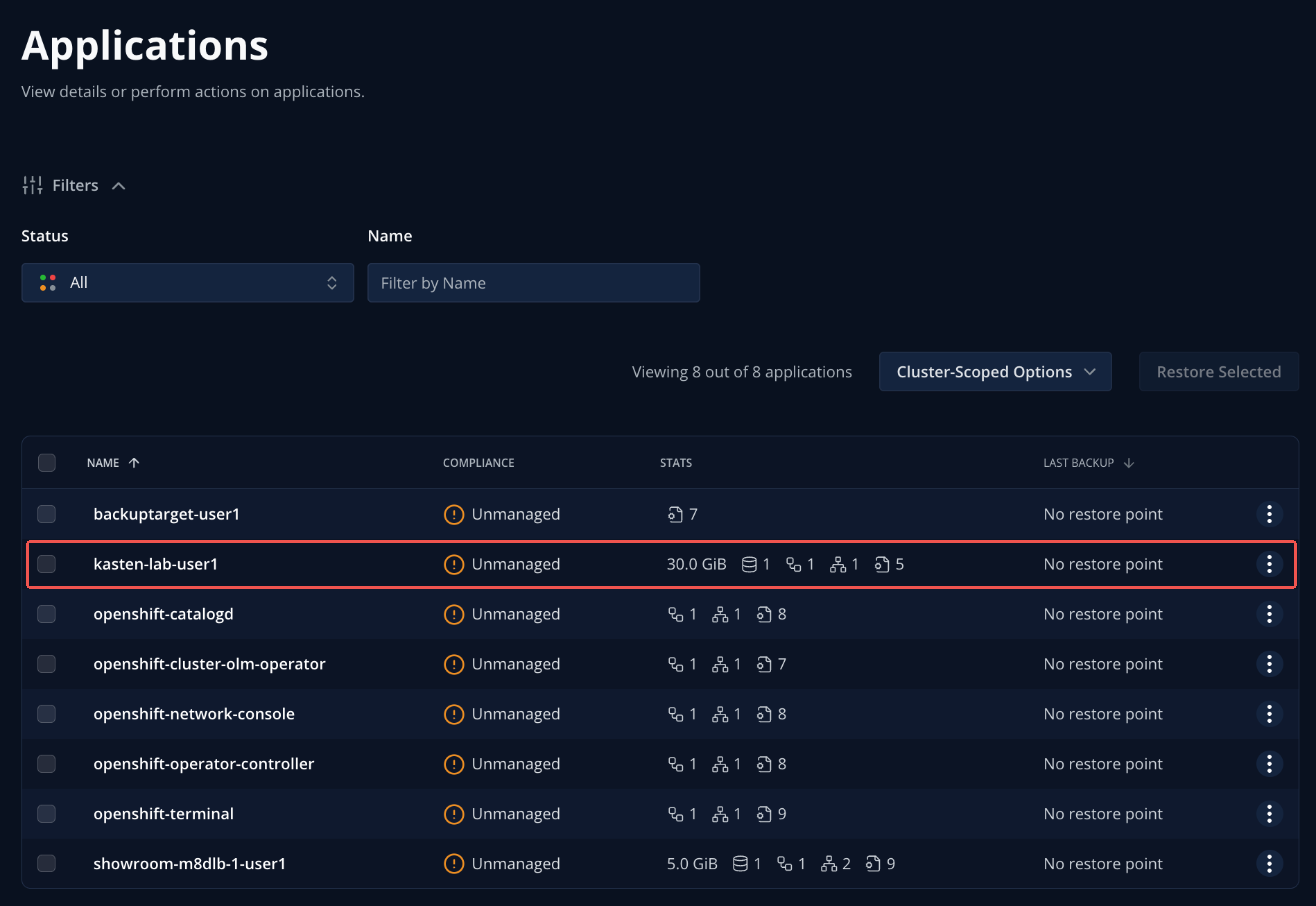 Applications
View details or perform actions on applications.
Filters
Status Name
All Filter by Name
Viewing 8 out of 8 applications Cluster-Scoped Options Restore Selected
NAME COMPLIANCE STATS LAST BACKUP
backuptarget-user1 Unmanaged 7 No restore point
kasten-lab-user1 Unmanaged 30.0 GiB 1 1 1 5 No restore point
openshift-catalogd Unmanaged 1 1 8 No restore point
openshift-cluster-olm-operator Unmanaged 1 1 7 No restore point
openshift-network-console Unmanaged 1 1 8 No restore point
openshift-operator-controller Unmanaged 1 1 8 No restore point
openshift-terminal Unmanaged 1 1 9 No restore point
showroom-m8dlb-1-user1 Unmanaged 5.0 GiB 1 1 2 9 No restore point